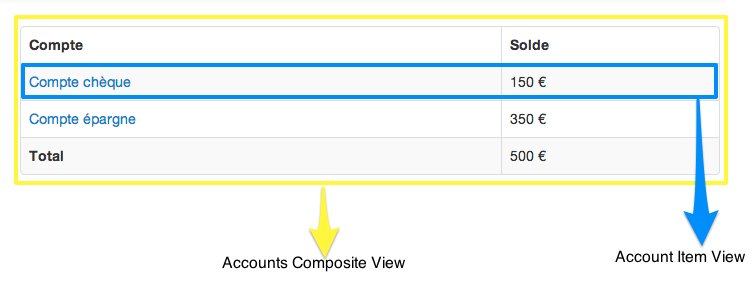 Compte Solde
Compte chèque 150 €
Compte épargne 350 €
Total 500 €
Accounts Composite View
Account Item View